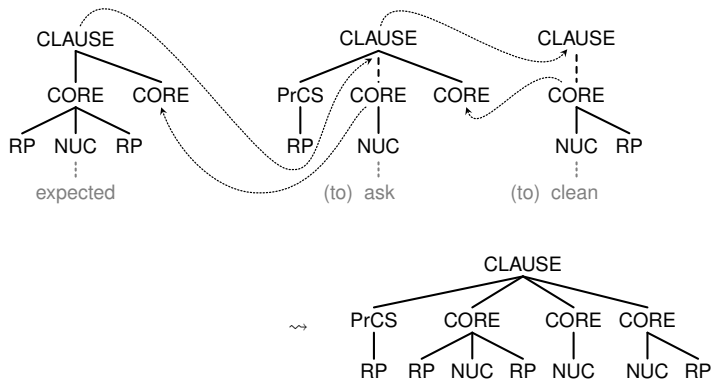 CLAUSE CLAUSE CLAUSE
CORE CORE PrCS CORE CORE CORE
RP NUC RP RP NUC NUC RP
expected (to) ask (to) clean
CLAUSE
⇝ PrCS CORE CORE CORE
RP RP NUC RP NUC NUC RP